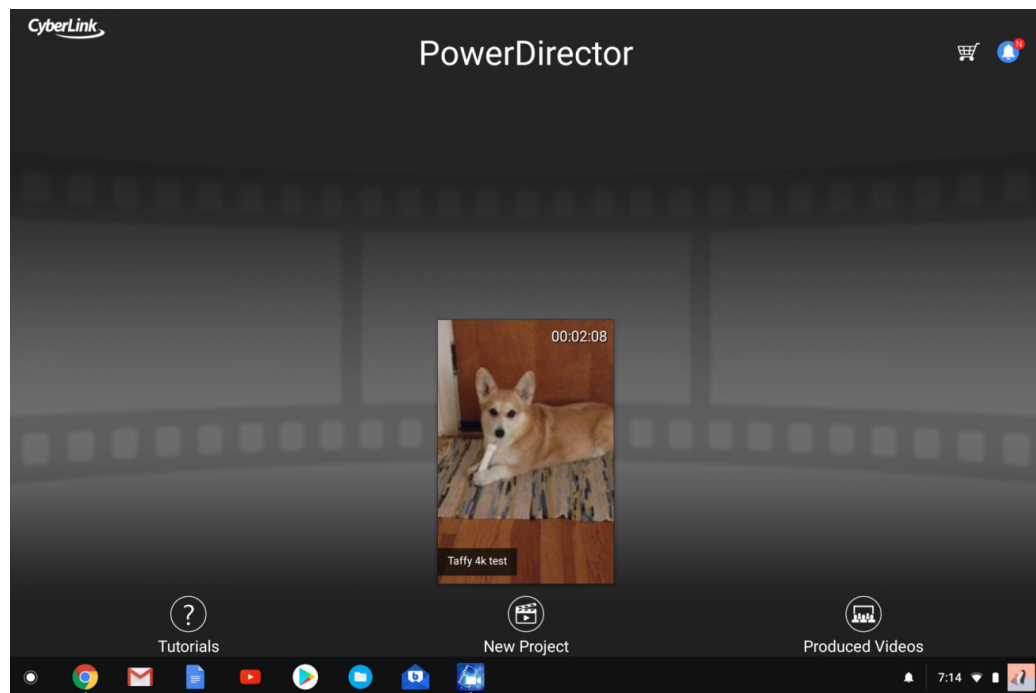 CyberLink
PowerDirector
N
00:02:08
Taffy 4k test
Tutorials
New Project
Produced Videos
7:14